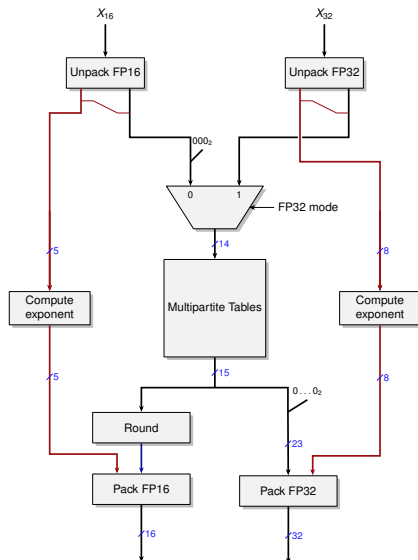 X16 X32
Unpack FP16 Unpack FP32
000₂
0 1
FP32 mode
14
5 8
Multipartite Tables
Compute exponent
Compute exponent
15
5 8
0 . . . 0₂
Round
23
Pack FP16 Pack FP32
16 32